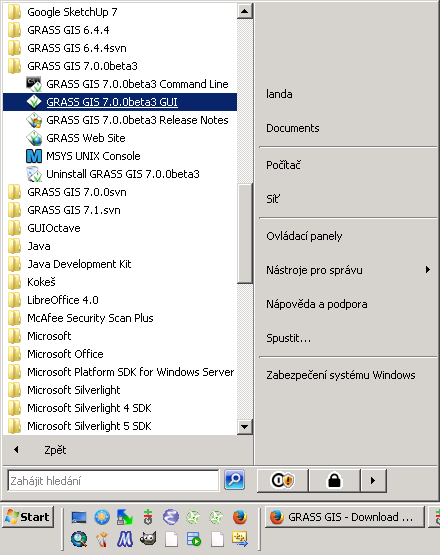 Google SketchUp 7
GRASS GIS 6.4.4
GRASS GIS 6.4.4svn
GRASS GIS 7.0.0beta3
GRASS GIS 7.0.0beta3 Command Line
GRASS GIS 7.0.0beta3 GUI
GRASS GIS 7.0.0beta3 Release Notes
GRASS Web Site
MSYS UNIX Console
Uninstall GRASS GIS 7.0.0beta3
GRASS GIS 7.0.0svn
GRASS GIS 7.1.svn
GUIOctave
Java
Java Development Kit
Kokeš
LibreOffice 4.0
McAfee Security Scan Plus
Microsoft
Microsoft Office
Microsoft Platform SDK for Windows Server
Microsoft Silverlight
Microsoft Silverlight 4 SDK
Microsoft Silverlight 5 SDK
Zpět
Zahájit hledání
landa
Documents
Počítač
Síť
Ovládací panely
Nástroje pro správu
Nápověda a podpora
Spustit...
Zabezpečení systému Windows
Start
GRASS GIS - Download ...